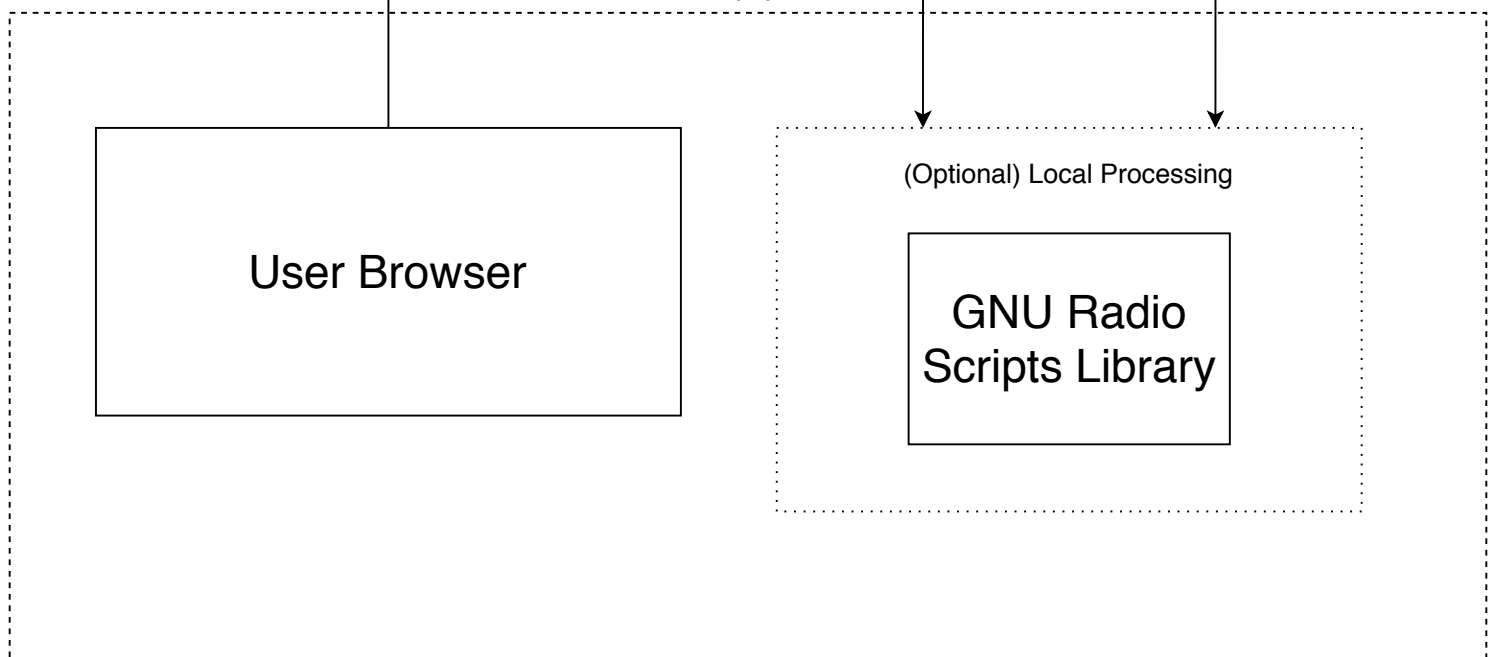 User Browser
(Optional) Local Processing
GNU Radio
Scripts Library